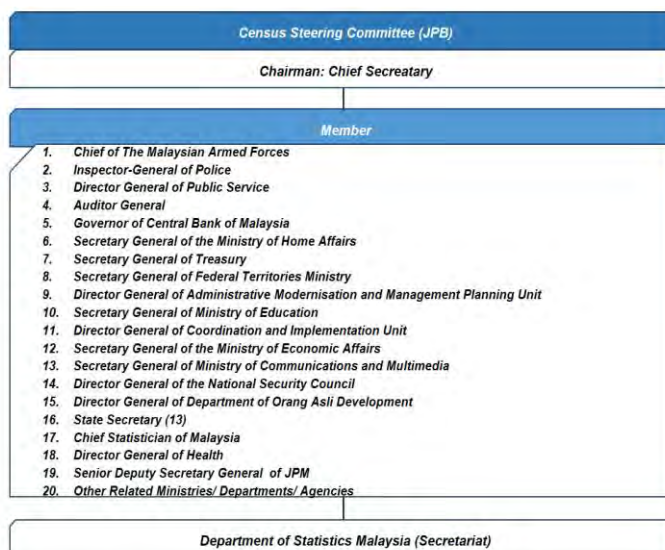 Census Steering Committee (JPB)
Chairman: Chief Secreatary
Member
1. Chief of The Malaysian Armed Forces
2. Inspector-General of Police
3. Director General of Public Service
4. Auditor General
5. Governor of Central Bank of Malaysia
6. Secretary General of the Ministry of Home Affairs
7. Secretary General of Treasury
8. Secretary General of Federal Territories Ministry
9. Director General of Administrative Modernisation and Management Planning Unit
10. Secretary General of Ministry of Education
11. Director General of Coordination and Implementation Unit
12. Secretary General of the Ministry of Economic Affairs
13. Secretary General of Ministry of Communications and Multimedia
14. Director General of the National Security Council
15. Director General of Department of Orang Asli Development
16. State Secretary (13)
17. Chief Statistician of Malaysia
18. Director General of Health
19. Senior Deputy Secretary General of JPM
20. Other Related Ministries/ Departments/ Agencies
Department of Statistics Malaysia (Secretariat)